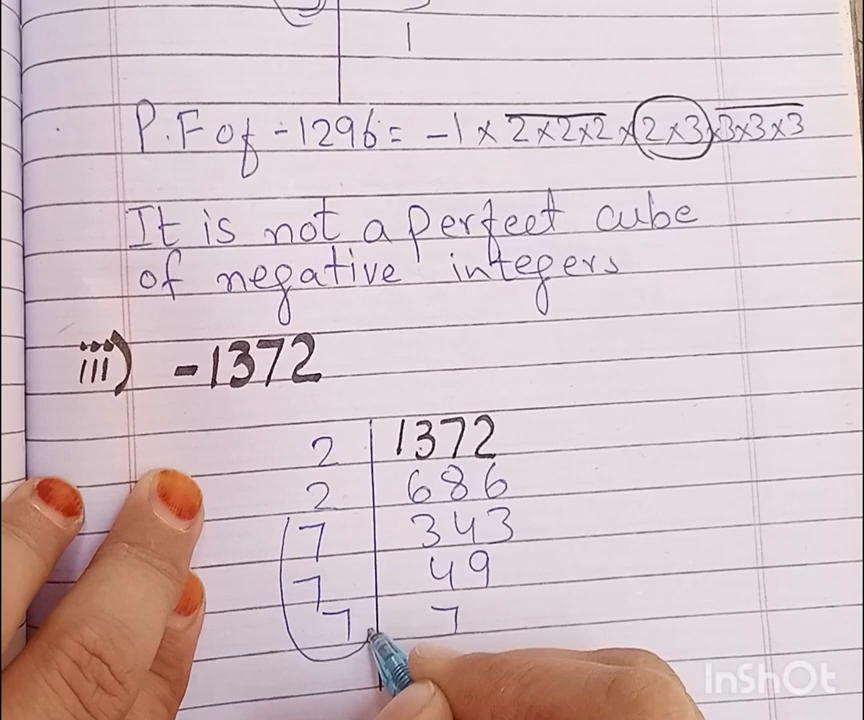 1
P.F of -1296 = -1 × 2×2×2 × 2×3 × 3×3×3
It is not a perfect cube
of negative integers
iii) -1372
2 | 1372
2 | 686
7 | 343
7 | 49
7 | 7
InShOt